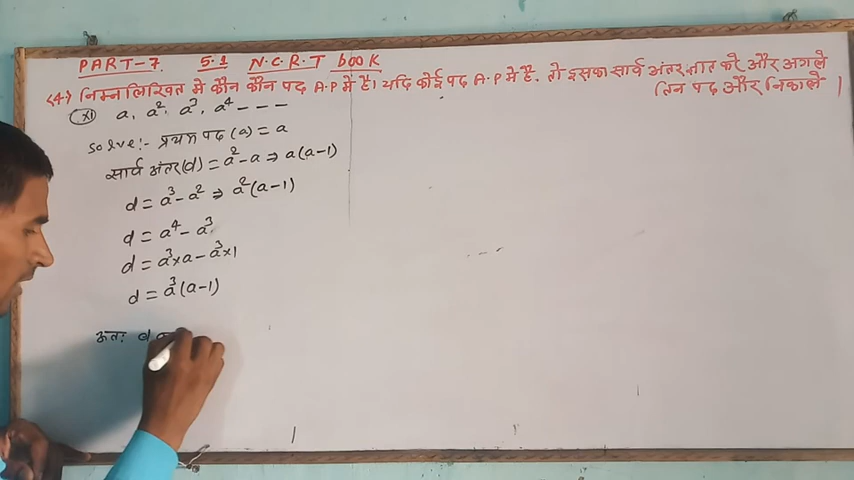 PART-7 5.1 N.C.R.T book
(4.) निम्न लिखित में कौन कौन पद A.P में है। यदि कोई पद A.P में है. तो इसका सार्व अंतर ज्ञात करे और अगले
तिन पद और निकाले।
(XI) a, a², a³, a⁴ - - -
Solve:- प्रथम पद (a) = a
सार्व अंतर(d) = a² - a ⇒ a(a-1)
d = a³ - a² ⇒ a²(a-1)
d = a⁴ - a³
d = a³×a - a³×1
d = a³(a-1)
अतः d